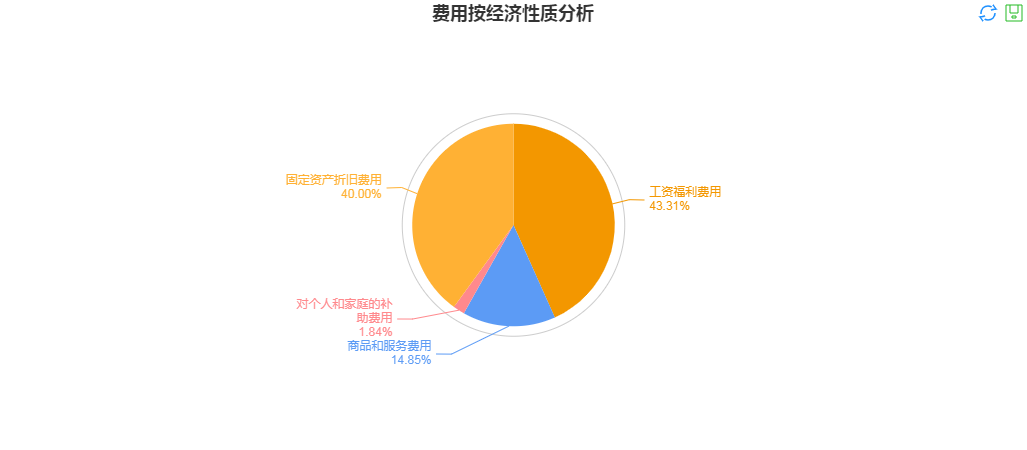 费用按经济性质分析
固定资产折旧费用
40.00%
工资福利费用
43.31%
对个人和家庭的补
助费用
1.84%
商品和服务费用
14.85%